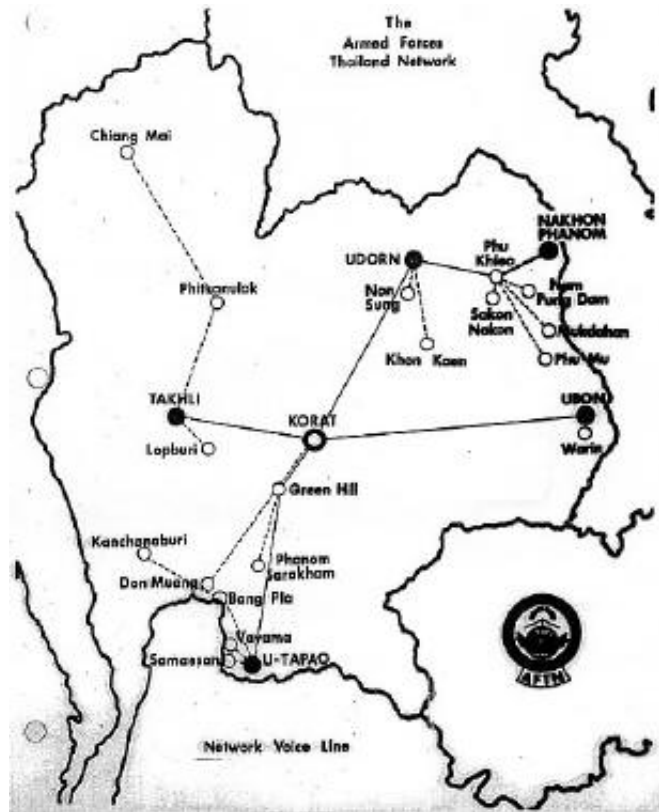 The
Armed Forces
Thailand Network
Chiang Mai
NAKHON
PHANOM
Phu
Khieo
UDORN
Phitsanulok
Non
Sung
Nam
Pung Dam
Sakon
Nakon
Mukdahan
Khon Kaen
Phu Mu
TAKHLI
UBON
KORAT
Warin
Lopburi
Green Hill
Kanchanaburi
Phanom
Sarakham
Don Muang
Bang Pla
Vayama
Samaesan
U-TAPAO
AFTN
Network Voice Line